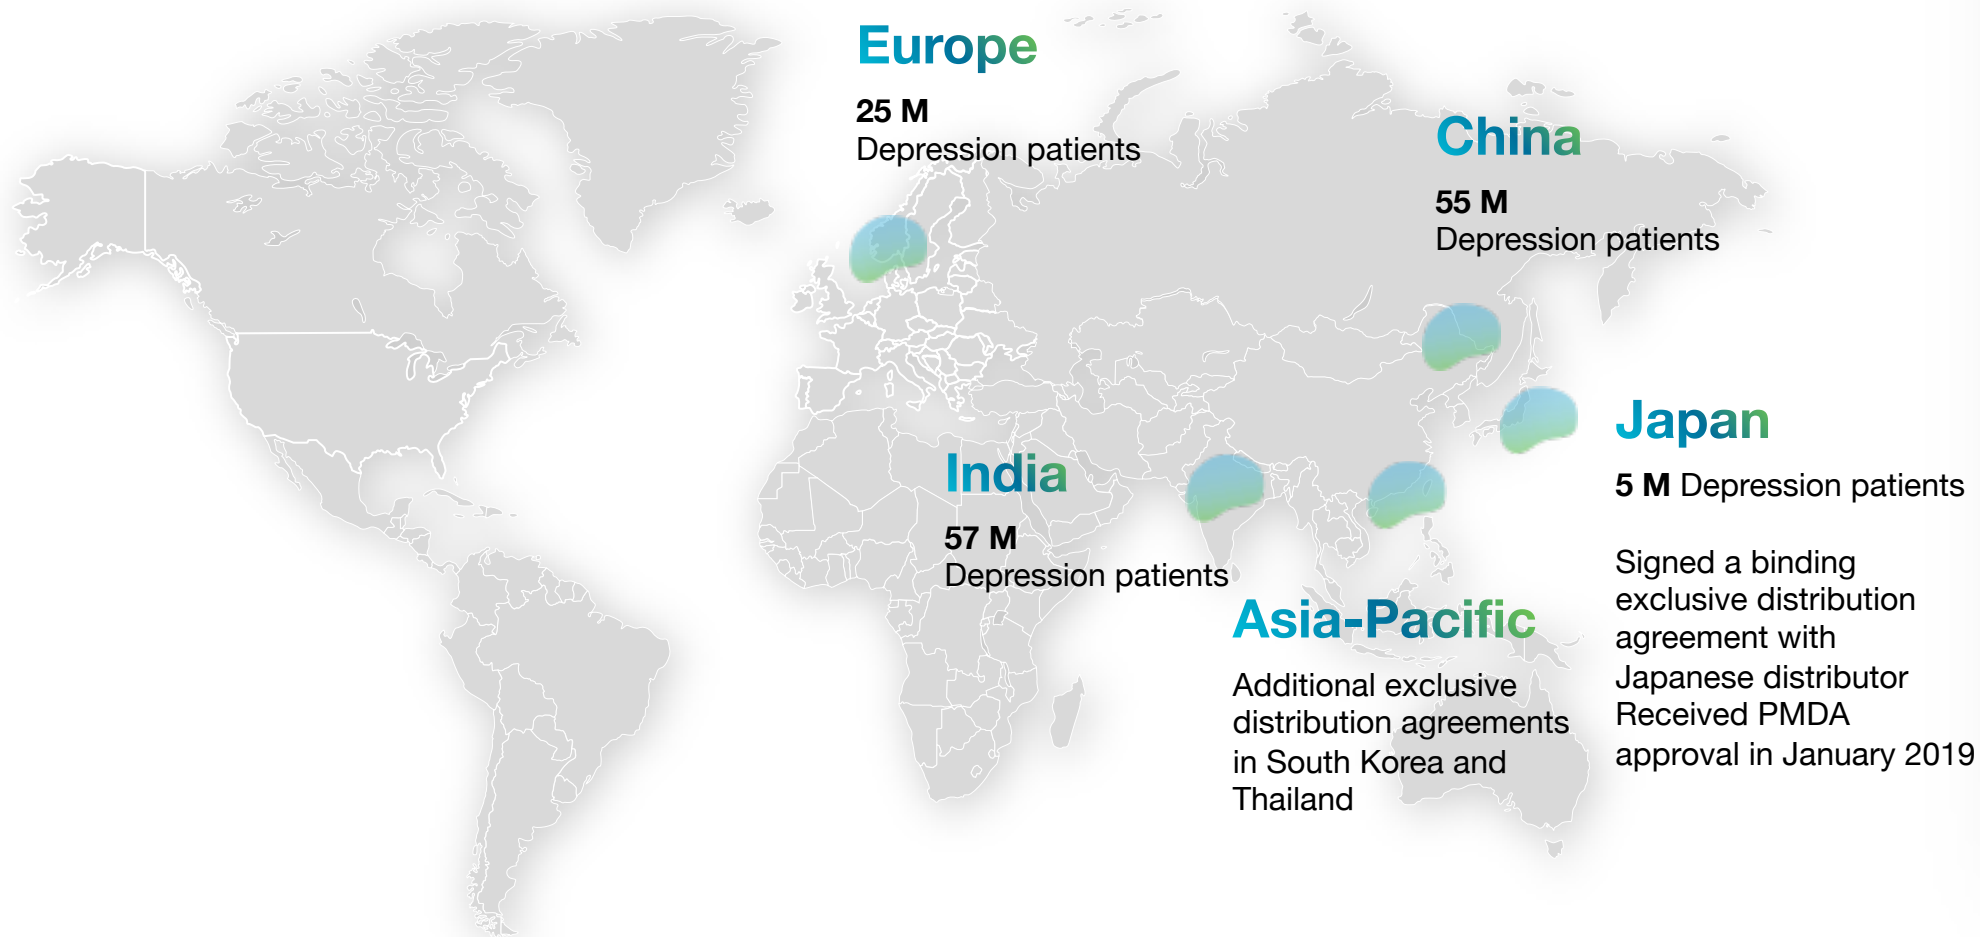 Europe
25 M
Depression patients
China
55 M
Depression patients
Japan
5 M Depression patients
Signed a binding
exclusive distribution
agreement with
Japanese distributor
Received PMDA
approval in January 2019
India
57 M
Depression patients
Asia-Pacific
Additional exclusive
distribution agreements
in South Korea and
Thailand